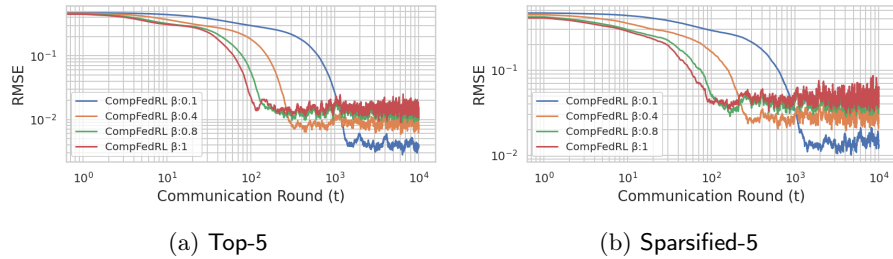 RMSE
10⁻¹
10⁻²
CompFedRL β:0.1
CompFedRL β:0.4
CompFedRL β:0.8
CompFedRL β:1
10⁰ 10¹ 10² 10³ 10⁴
Communication Round (t)
(a) Top-5
RMSE
10⁻¹
10⁻²
CompFedRL β:0.1
CompFedRL β:0.4
CompFedRL β:0.8
CompFedRL β:1
10⁰ 10¹ 10² 10³ 10⁴
Communication Round (t)
(b) Sparsified-5